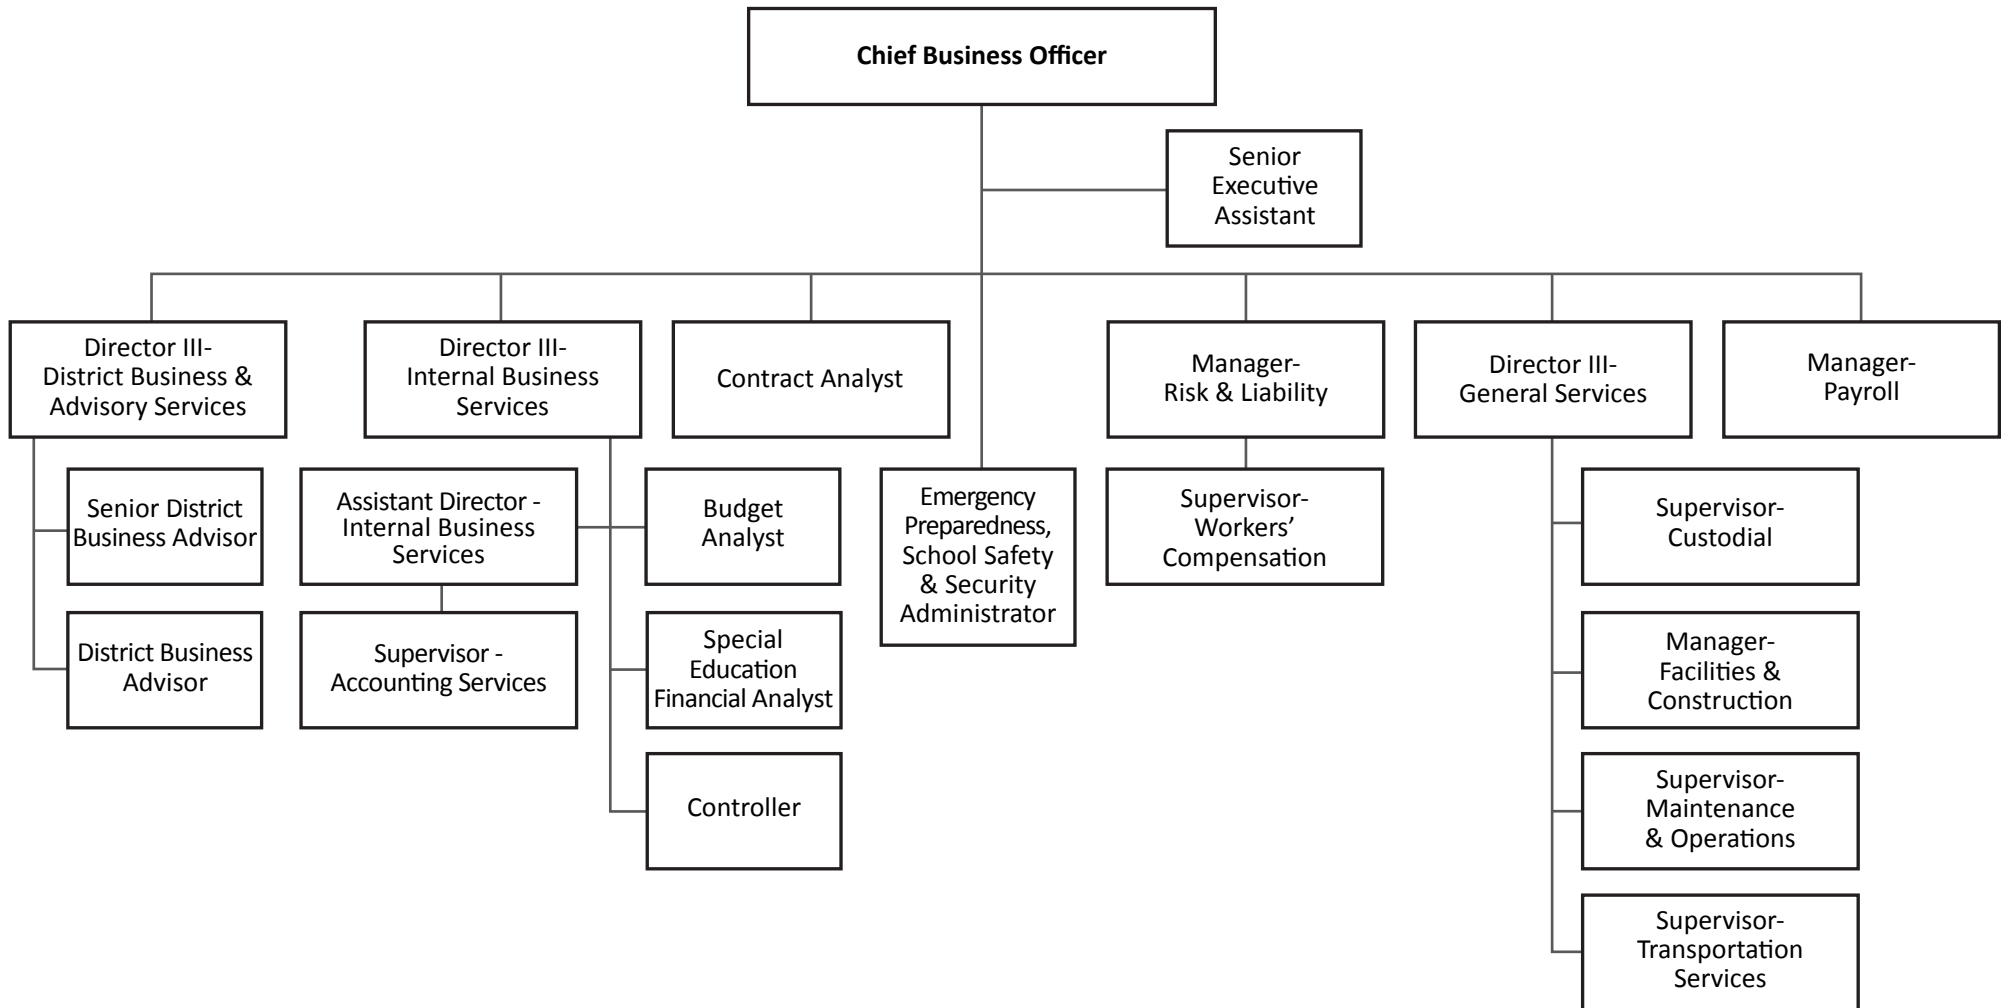 Chief Business Officer
Senior
Executive
Assistant
Director III-
District Business &
Advisory Services
Director III-
Internal Business
Services
Contract Analyst
Manager-
Risk & Liability
Director III-
General Services
Manager-
Payroll
Senior District
Business Advisor
Assistant Director -
Internal Business
Services
Budget
Analyst
Emergency
Preparedness,
School Safety
& Security
Administrator
Supervisor-
Workers’
Compensation
Supervisor-
Custodial
District Business
Advisor
Supervisor -
Accounting Services
Special
Education
Financial Analyst
Manager-
Facilities &
Construction
Controller
Supervisor-
Maintenance
& Operations
Supervisor-
Transportation
Services